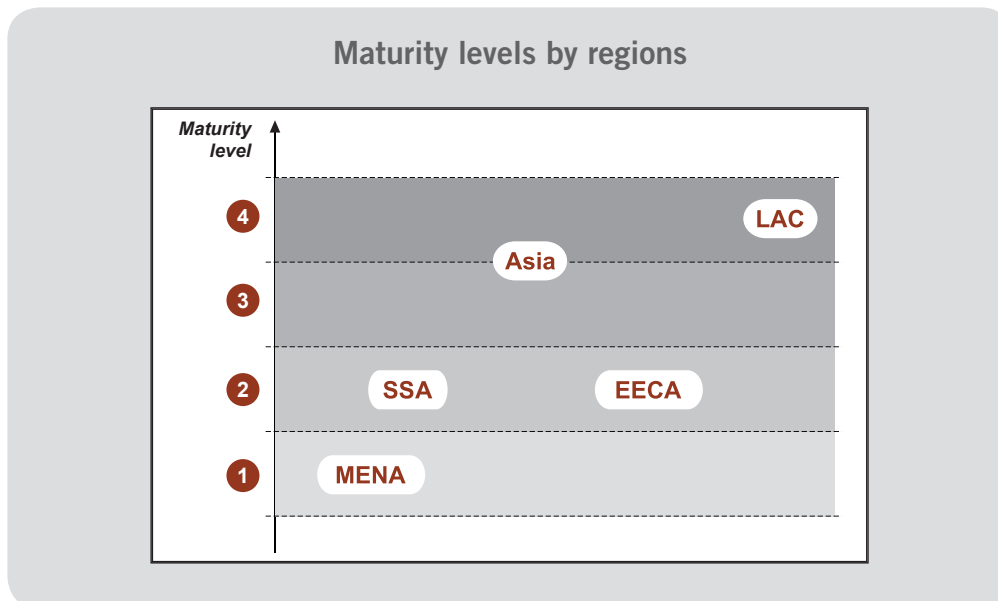 Maturity levels by regions
Maturity
level
4
LAC
Asia
3
2
SSA
EECA
1
MENA